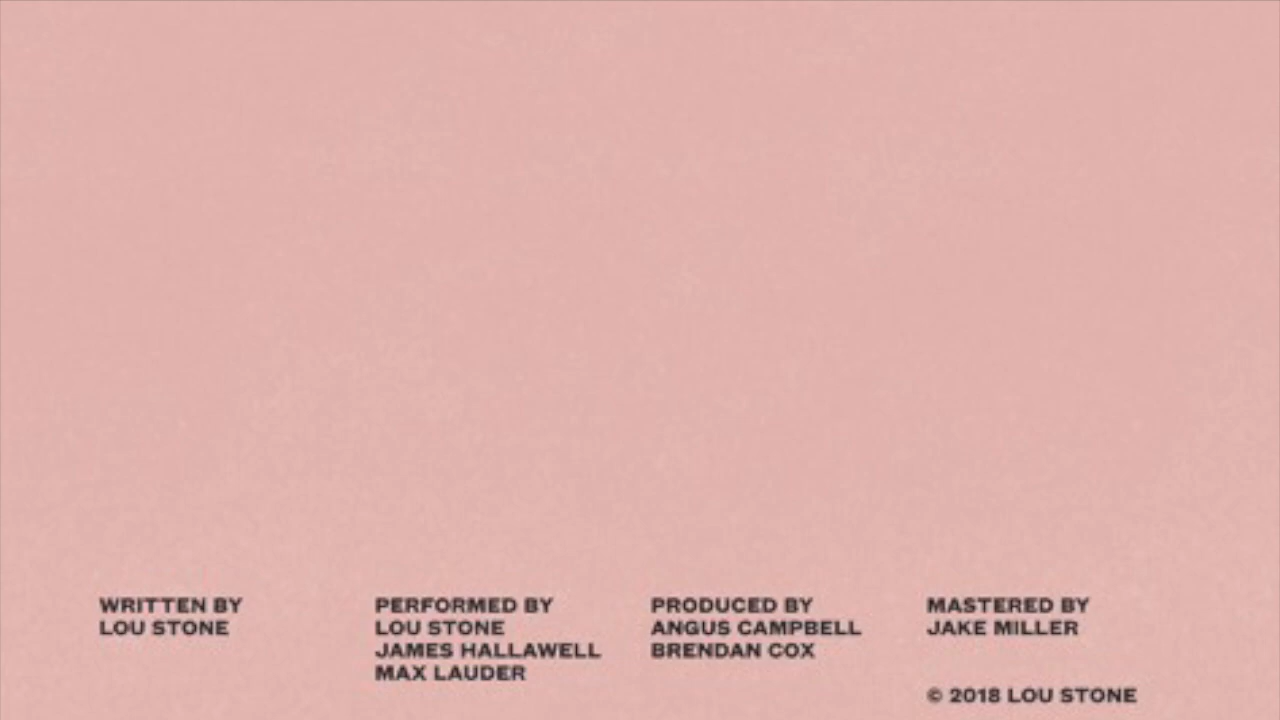 WRITTEN BY
LOU STONE
PERFORMED BY
LOU STONE
JAMES HALLAWELL
MAX LAUDER
PRODUCED BY
ANGUS CAMPBELL
BRENDAN COX
MASTERED BY
JAKE MILLER
© 2018 LOU STONE